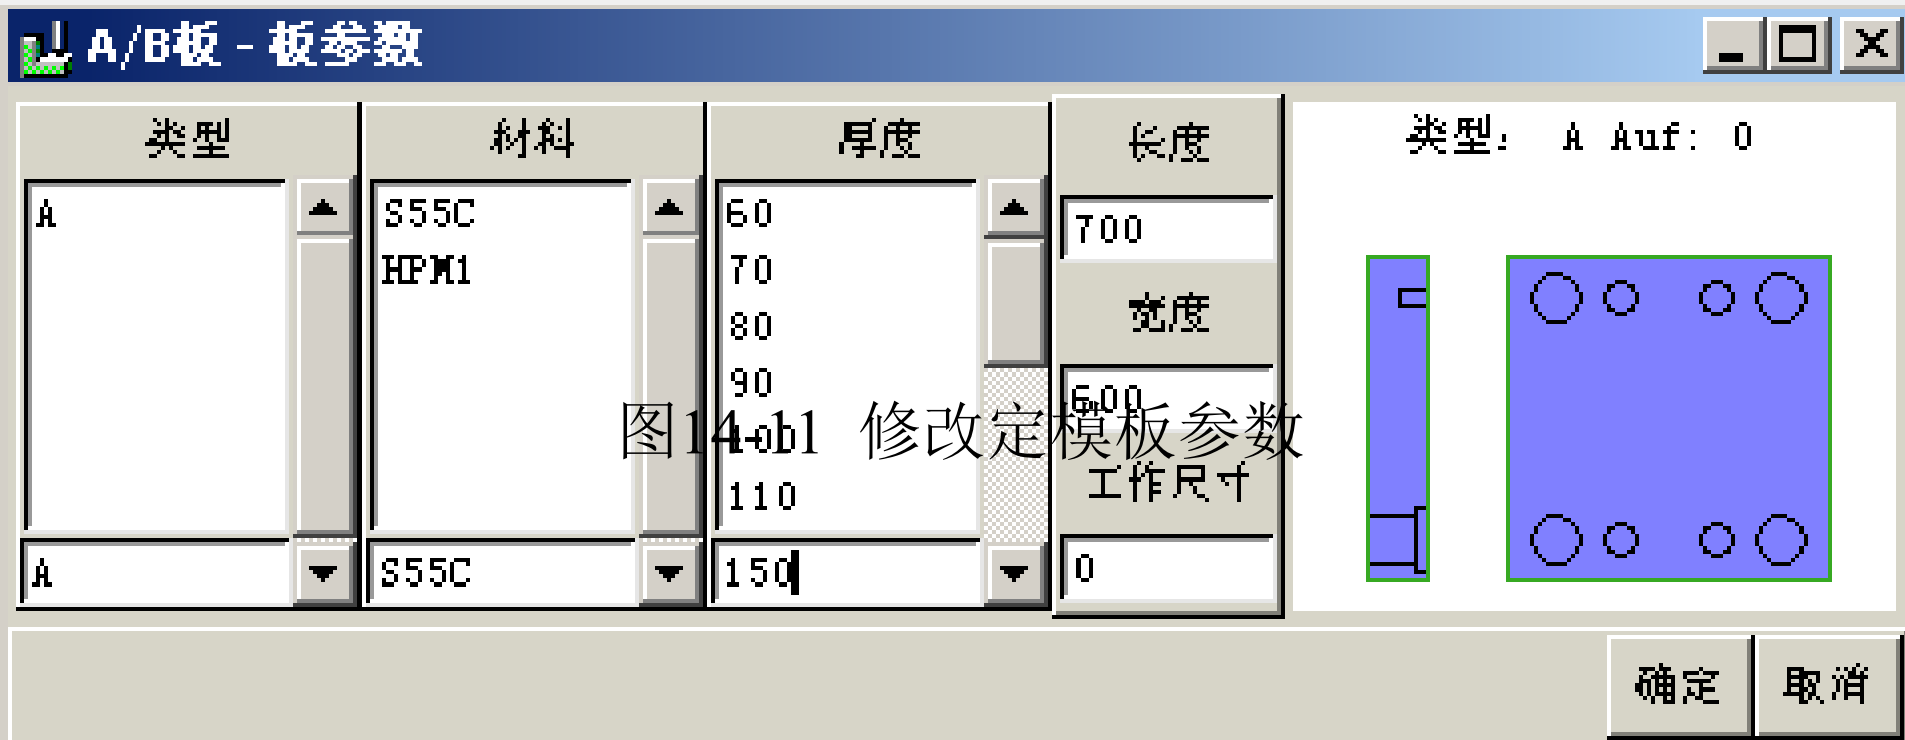 A/B板 - 板参数
类型
材料
厚度
长度
类型: A Auf: 0
A
S55C
HPM1
60
70
80
90
100
110
700
宽度
600
图14-11 修改定模板参数
工作尺寸
A
S55C
150
0
确定
取消